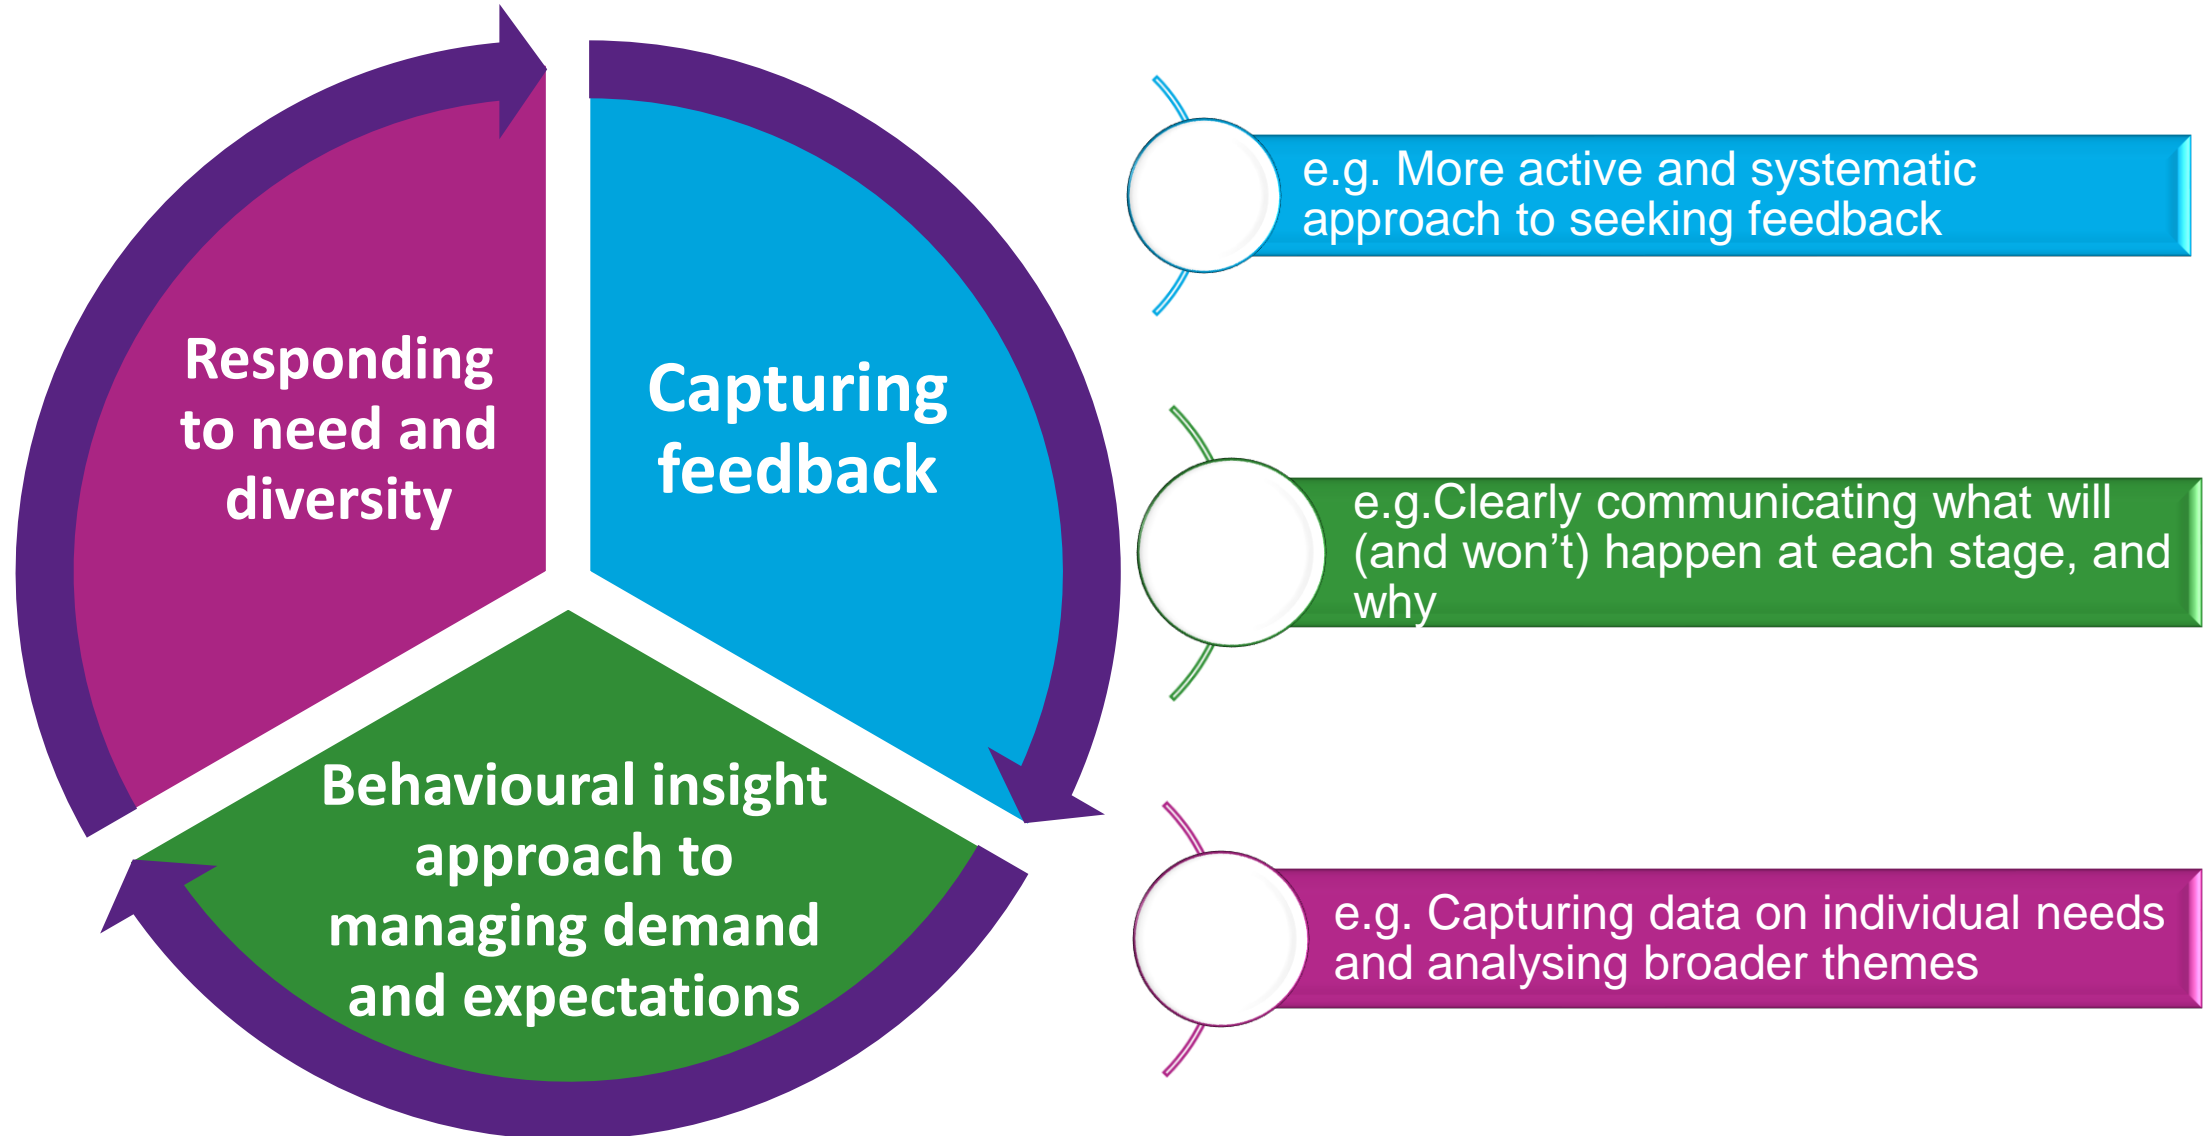 Responding
to need and
diversity
Capturing
feedback
Behavioural insight
approach to
managing demand
and expectations
e.g. More active and systematic
approach to seeking feedback
e.g.Clearly communicating what will
(and won’t) happen at each stage, and
why
e.g. Capturing data on individual needs
and analysing broader themes